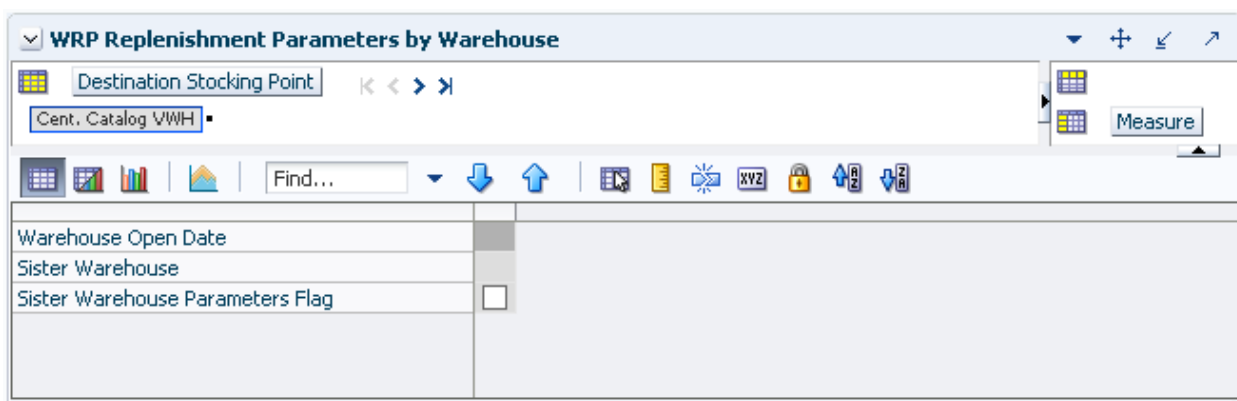 WRP Replenishment Parameters by Warehouse
Destination Stocking Point
Cent. Catalog VWH
Measure
Find...
XYZ
A
Z
Z
A
Warehouse Open Date
Sister Warehouse
Sister Warehouse Parameters Flag